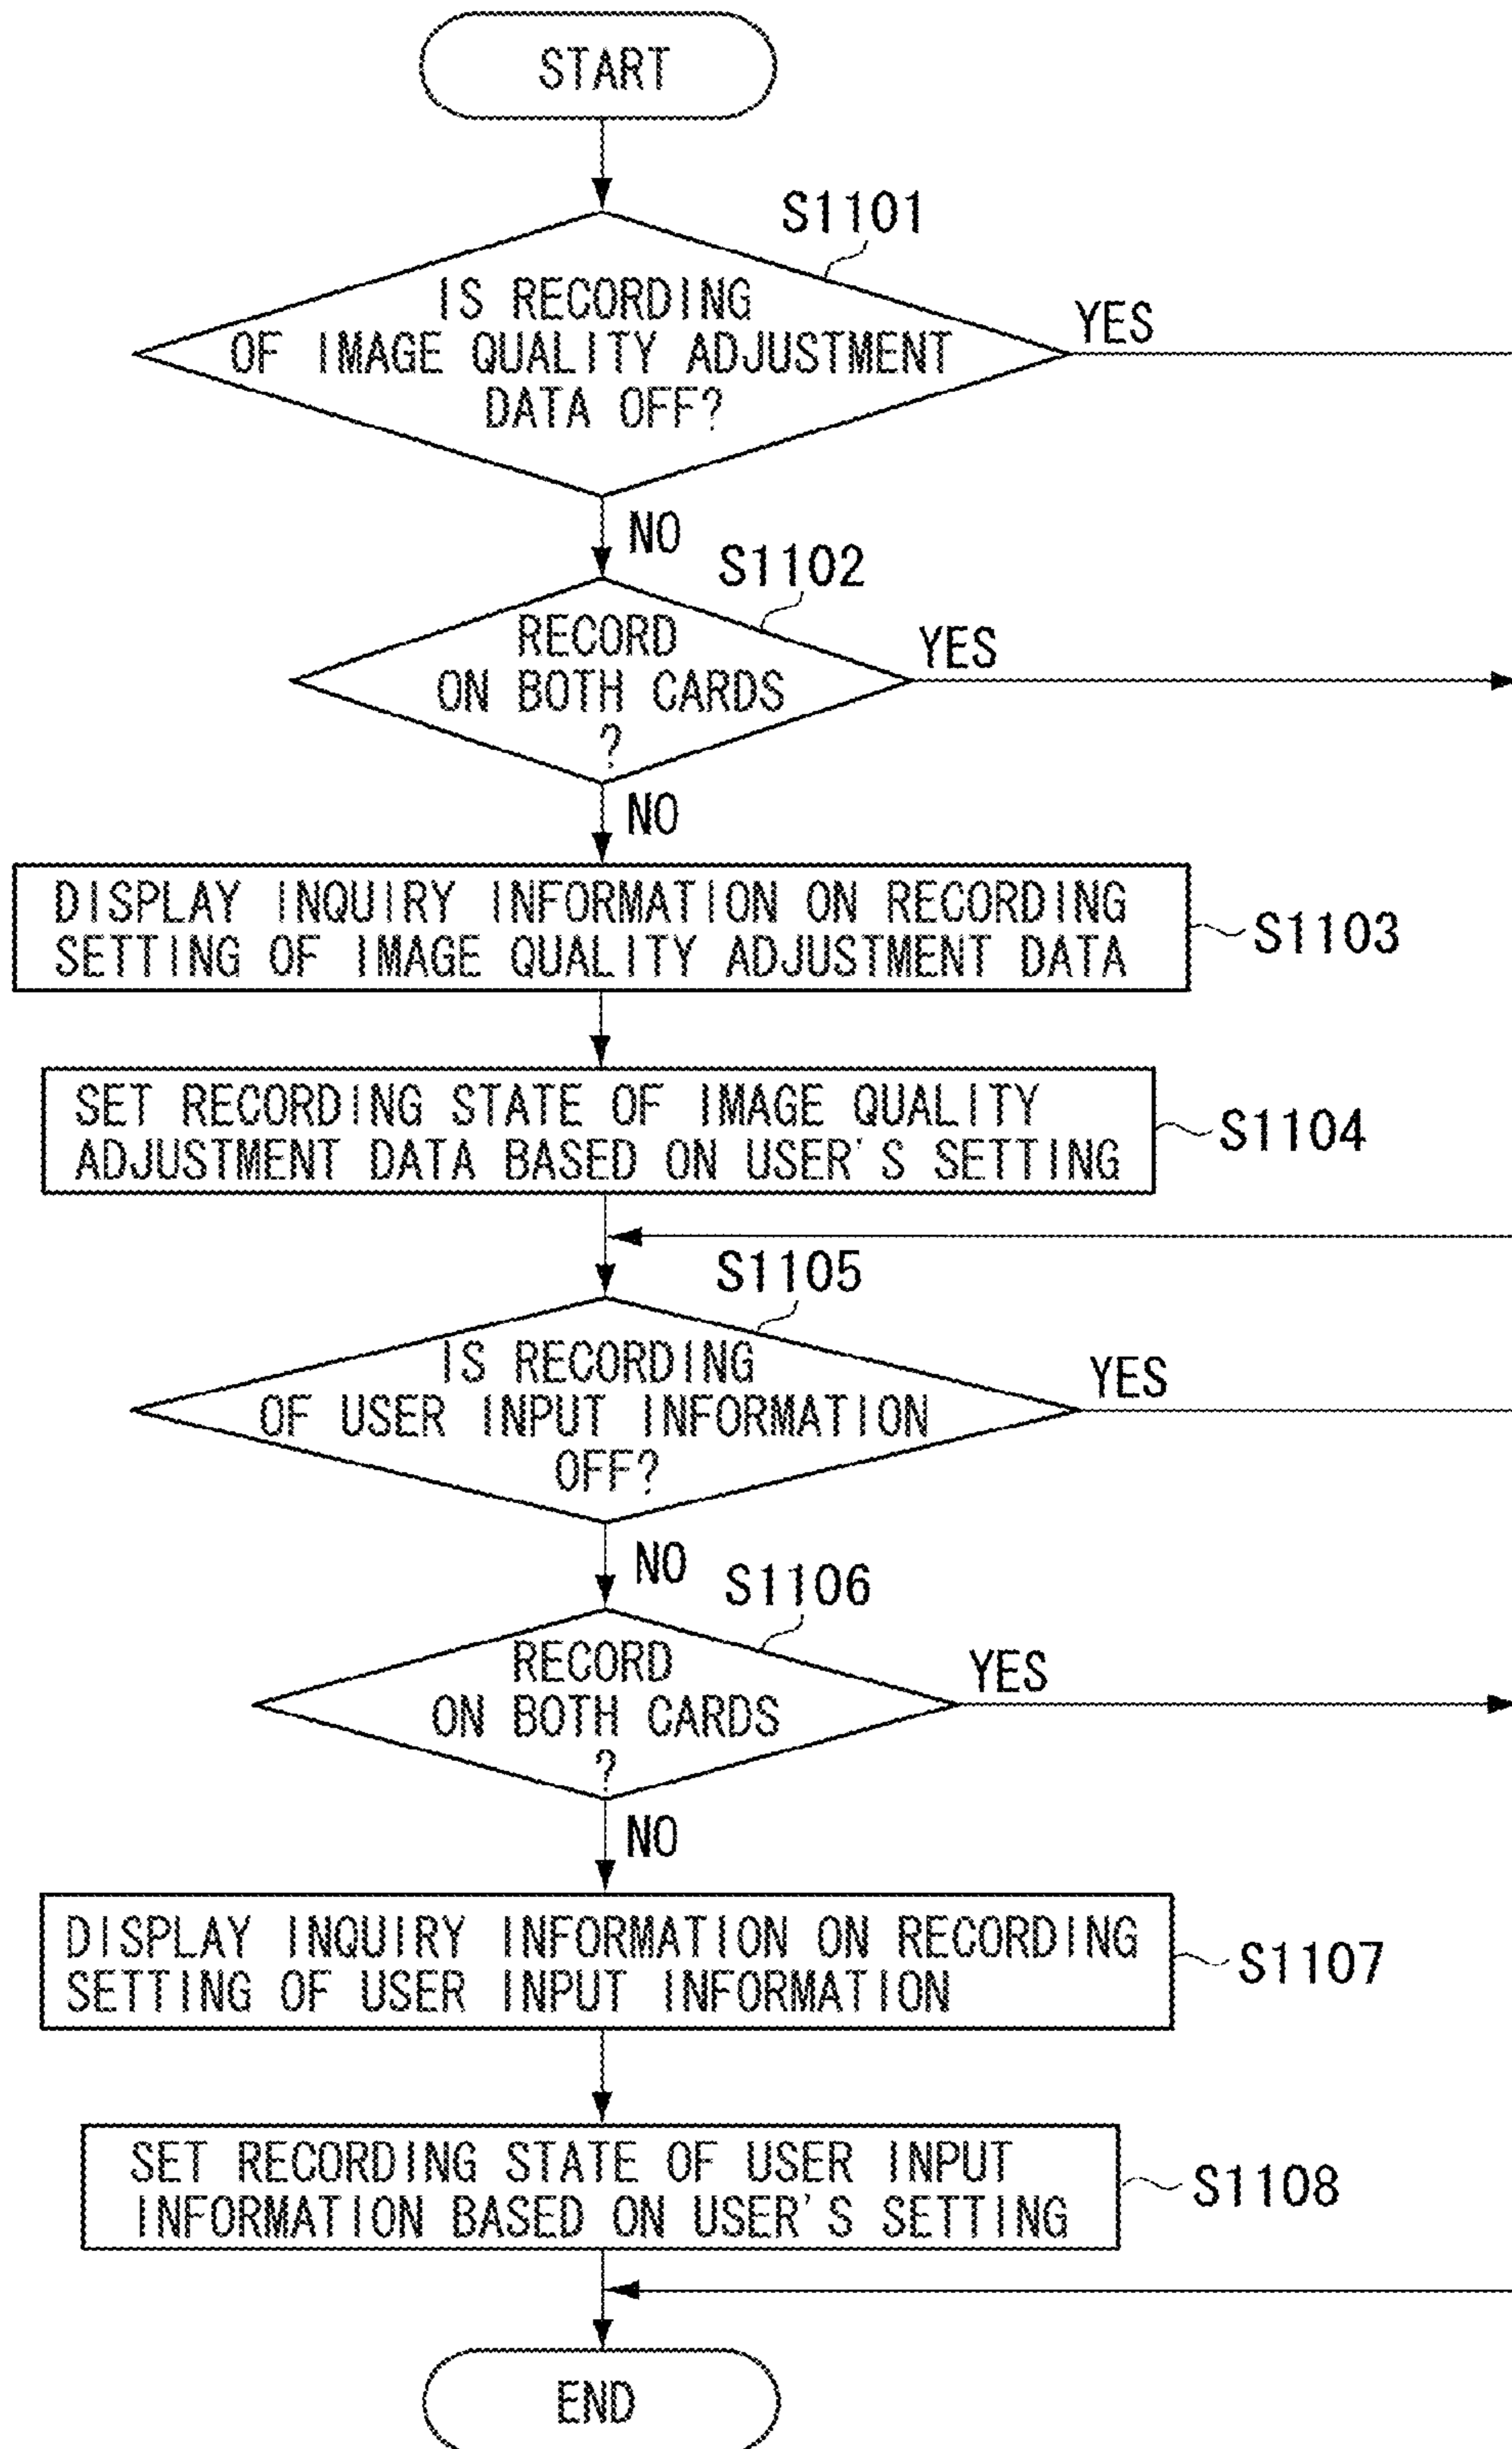 START
S1101
IS RECORDING
OF IMAGE QUALITY ADJUSTMENT
DATA OFF?
YES
NO
S1102
RECORD
ON BOTH CARDS
?
YES
NO
DISPLAY INQUIRY INFORMATION ON RECORDING
SETTING OF IMAGE QUALITY ADJUSTMENT DATA
S1103
SET RECORDING STATE OF IMAGE QUALITY
ADJUSTMENT DATA BASED ON USER'S SETTING
S1104
S1105
IS RECORDING
OF USER INPUT INFORMATION
OFF?
YES
NO
S1106
RECORD
ON BOTH CARDS
?
YES
NO
DISPLAY INQUIRY INFORMATION ON RECORDING
SETTING OF USER INPUT INFORMATION
S1107
SET RECORDING STATE OF USER INPUT
INFORMATION BASED ON USER'S SETTING
S1108
END